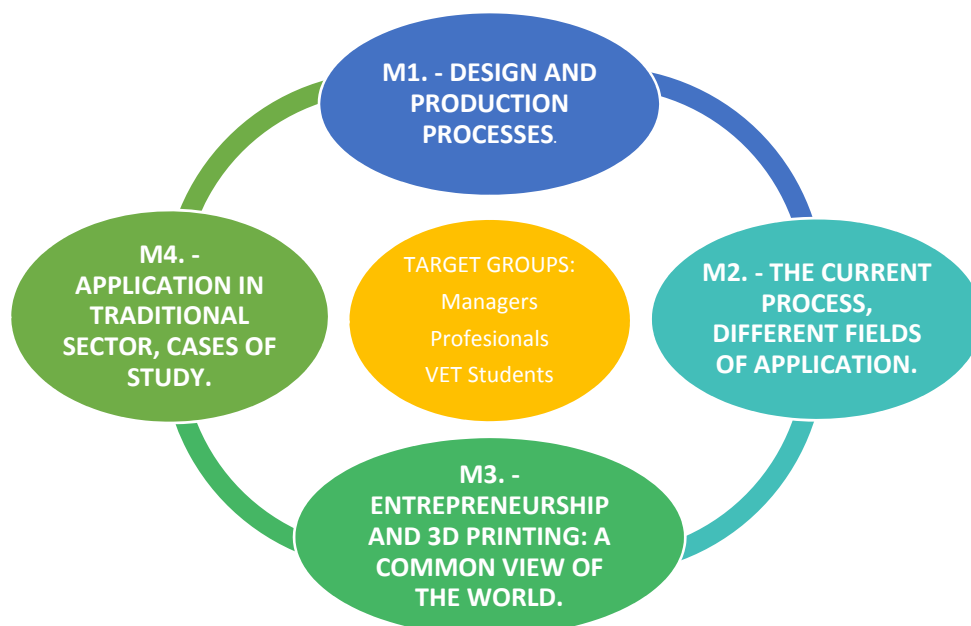 M1. - DESIGN AND
PRODUCTION
PROCESSES.
M2. - THE CURRENT
PROCESS,
DIFFERENT FIELDS
OF APPLICATION.
M3. -
ENTREPRENEURSHIP
AND 3D PRINTING: A
COMMON VIEW OF
THE WORLD.
M4. -
APPLICATION IN
TRADITIONAL
SECTOR, CASES OF
STUDY.
TARGET GROUPS:
Managers
Profesionals
VET Students